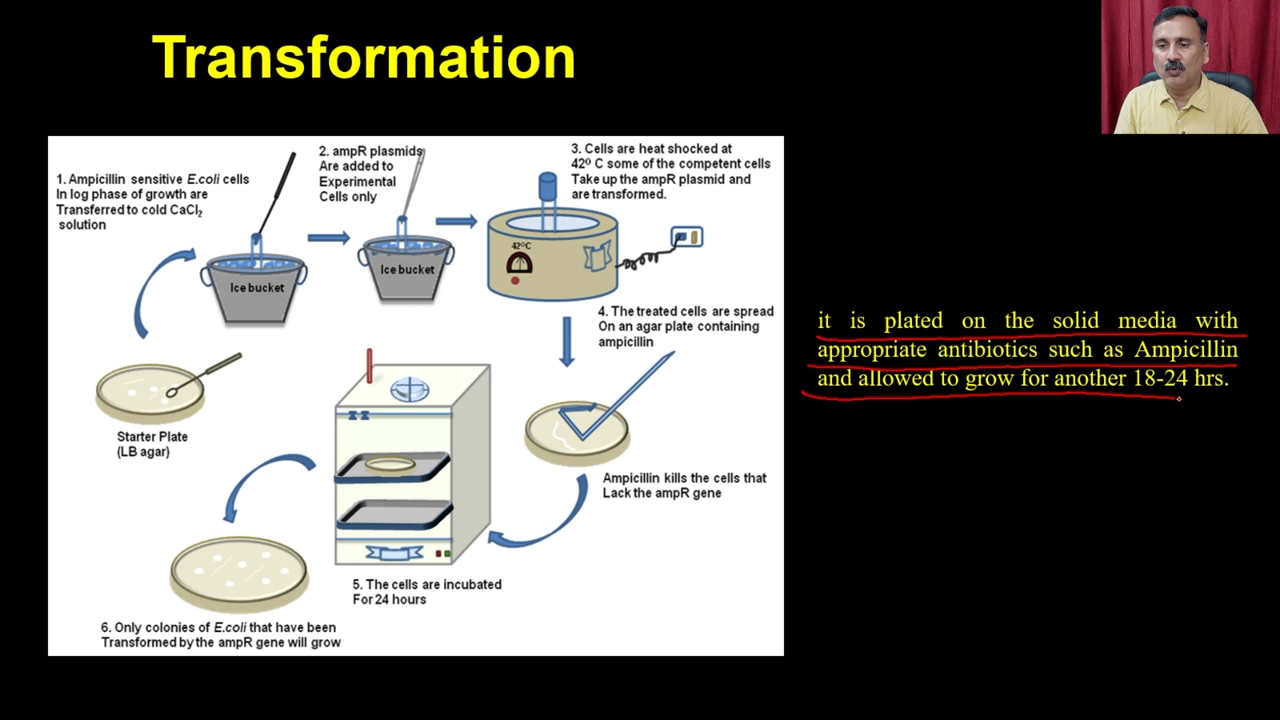 Transformation
1. Ampicillin sensitive E.coli cells
In log phase of growth are
Transferred to cold CaCl₂
solution
2. ampR plasmids
Are added to
Experimental
Cells only
3. Cells are heat shocked at
42⁰ C some of the competent cells
Take up the ampR plasmid and
are transformed.
Ice bucket
Ice bucket
42⁰C
4. The treated cells are spread
On an agar plate containing
ampicillin
it is plated on the solid media with
appropriate antibiotics such as Ampicillin
and allowed to grow for another 18-24 hrs.
Starter Plate
(LB agar)
Ampicillin kills the cells that
Lack the ampR gene
5. The cells are incubated
For 24 hours
6. Only colonies of E.coli that have been
Transformed by the ampR gene will grow